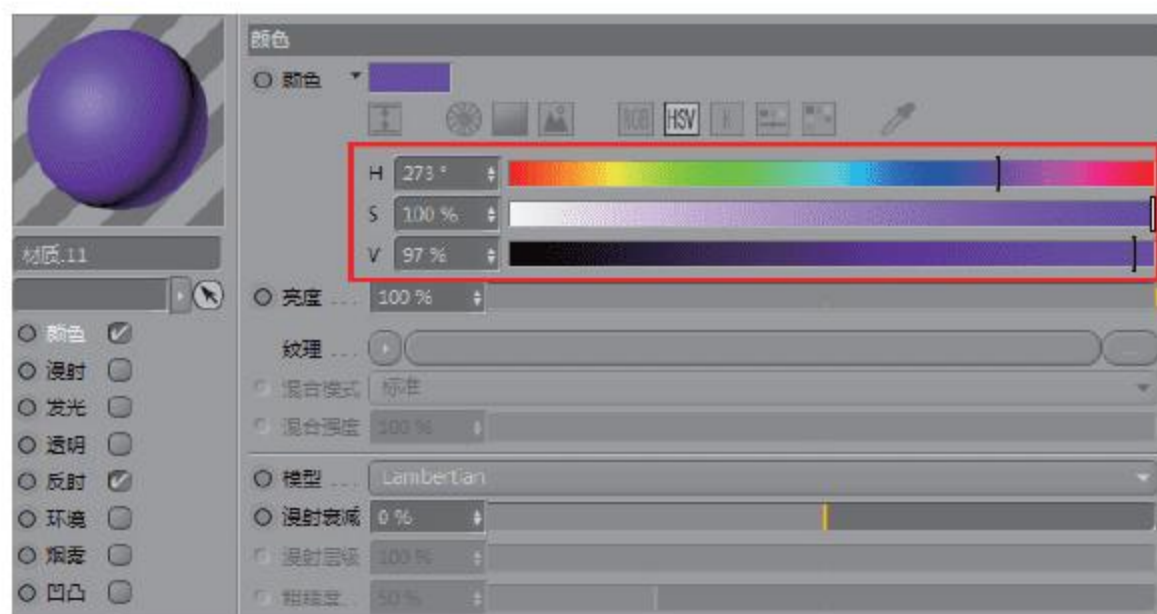 颜色
颜色
RGB HSV K
H 273 °
S 100 %
V 97 %
材质.11
亮度 ... 100 %
颜色
纹理 ...
漫射
混合模式 标准
发光
混合强度 100 %
透明
反射
模型 ... Lambertian
环境
漫射衰减 0 %
烟雾
漫射层级 100 %
凹凸
粗糙度.. 50 %